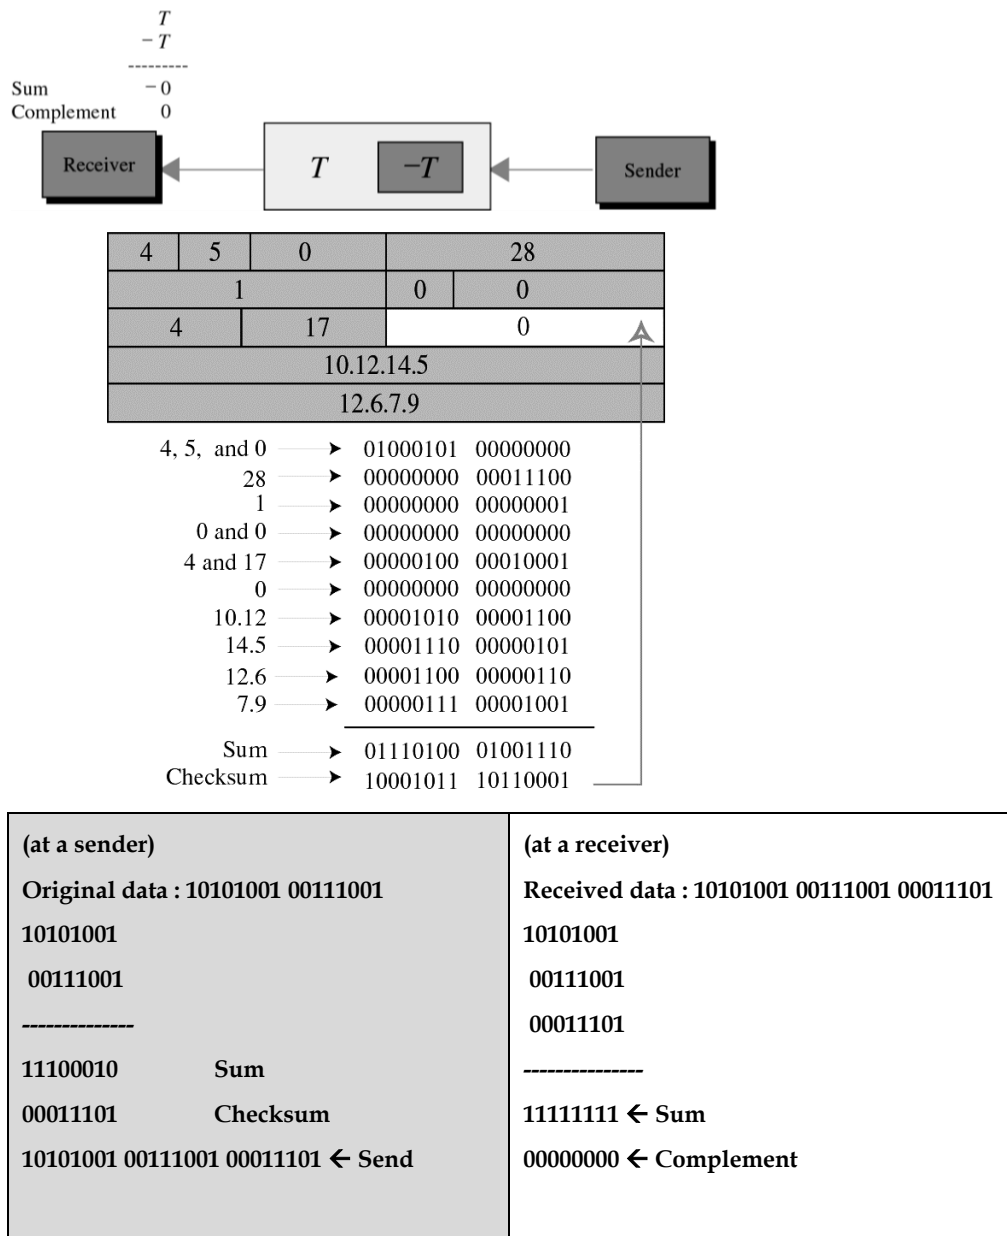 T
− T
---------
Sum − 0
Complement 0
Receiver T −T Sender
4 5 0 28
1 0 0
4 17 0
10.12.14.5
12.6.7.9
4, 5, and 0 01000101 00000000
28 00000000 00011100
1 00000000 00000001
0 and 0 00000000 00000000
4 and 17 00000100 00010001
0 00000000 00000000
10.12 00001010 00001100
14.5 00001110 00000101
12.6 00001100 00000110
7.9 00000111 00001001
Sum 01110100 01001110
Checksum 10001011 10110001
(at a sender)
Original data : 10101001 00111001
10101001
00111001
--------------
11100010 Sum
00011101 Checksum
10101001 00111001 00011101 ← Send
(at a receiver)
Received data : 10101001 00111001 00011101
10101001
00111001
00011101
---------------
11111111 ← Sum
00000000 ← Complement